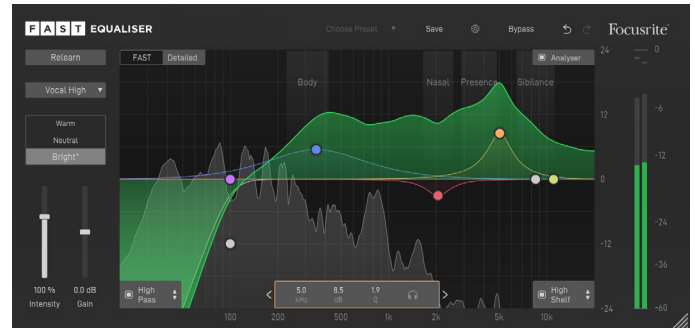 FAST EQUALISER
Choose Preset
Save
Bypass
Focusrite
Relearn
FAST
Detailed
Analyser
24
0
Vocal High
Body
Nasal
Presence
Sibilance
Warm
Neutral
Bright*
12
0
-12
-24
-6
-12
-24
-36
-60
100 %
Intensity
0.0 dB
Gain
High
Pass
5.0
kHz
8.5
dB
1.9
Q
High
Shelf
100
200
500
1k
2k
5k
10k